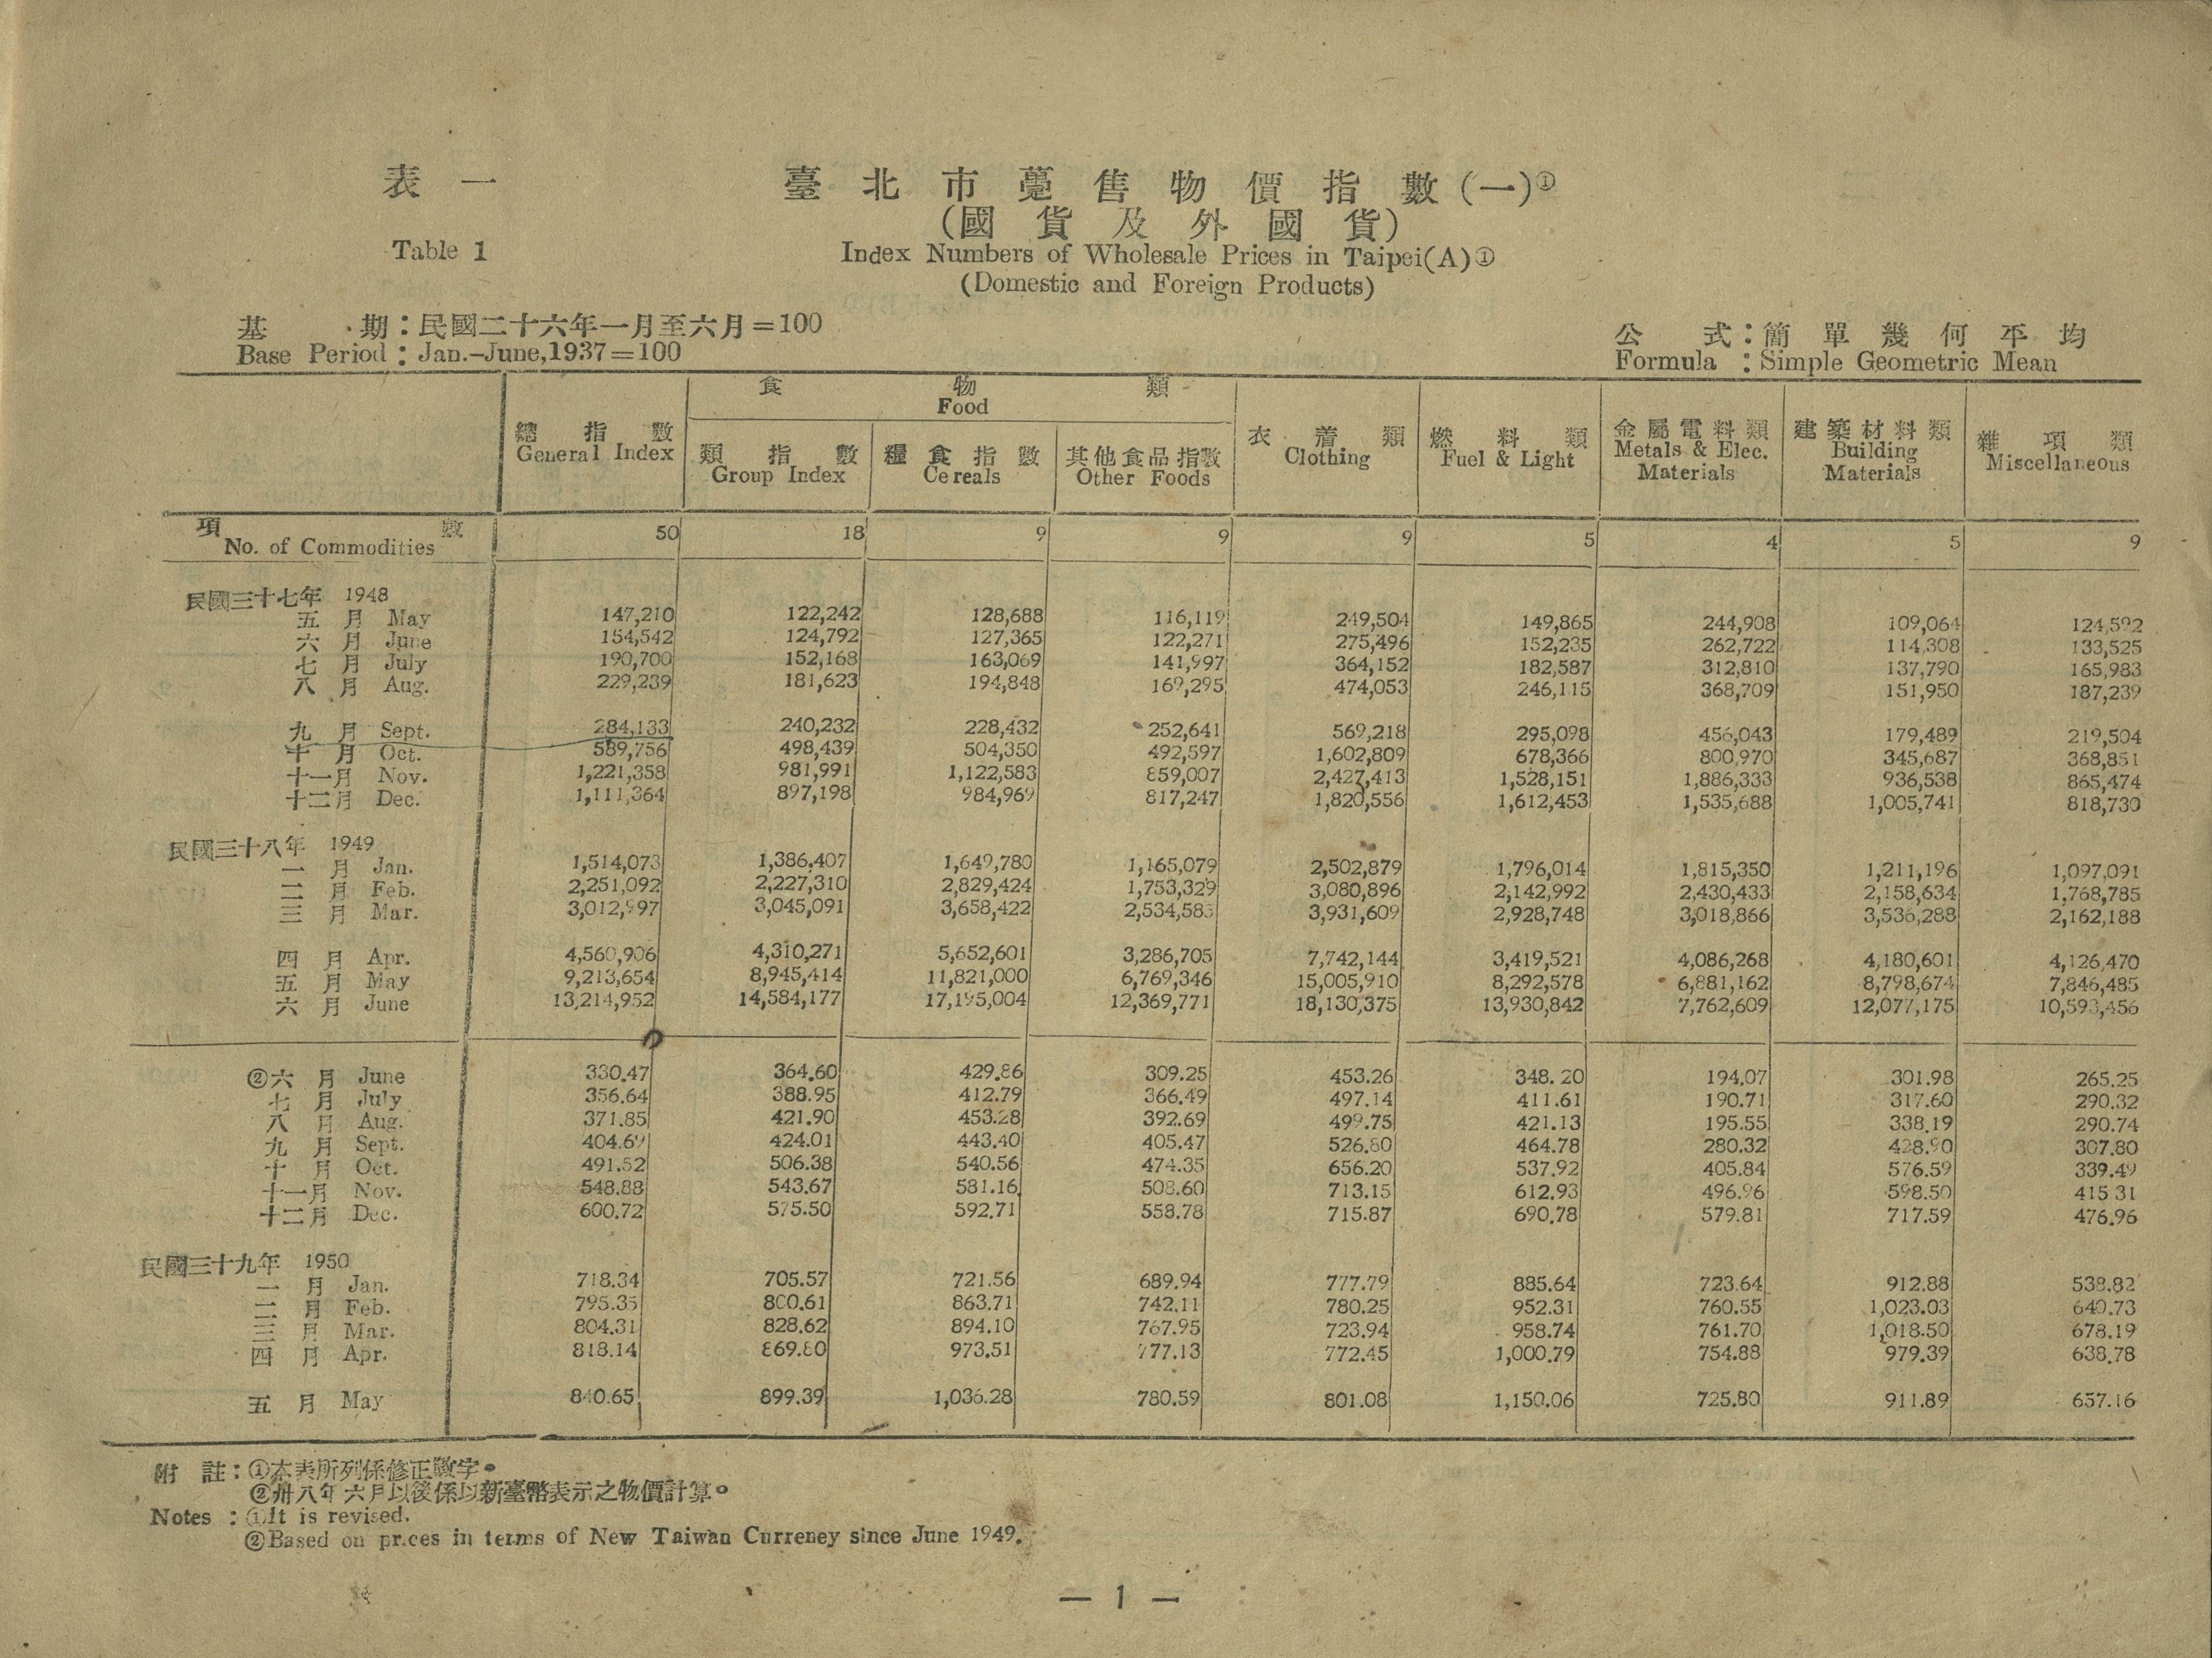 表一 臺北市躉售物價指數(一)①
(國貨及外國貨)
Table 1 Index Numbers of Wholesale Prices in Taipei(A)①
(Domestic and Foreign Products)
基期:民國二十六年一月至六月=100 公式:簡單幾何平均
Base Period : Jan.–June,1937=100 Formula : Simple Geometric Mean
食物類
Food
總指數 General Index
類指數 Group Index
糧食指數 Cereals
其他食品指數 Other Foods
衣着類 Clothing
燃料類 Fuel & Light
金屬電料類 Metals & Elec. Materials
建築材料類 Building Materials
雜項類 Miscellaneous
項數 No. of Commodities 50 18 9 9 9 5 4 5 9
民國三十七年 1948
五月 May 147,210 122,242 128,688 116,119 249,504 149,865 244,908 109,064 124,592
六月 June 154,542 124,792 127,365 122,271 275,496 152,235 262,722 114,308 133,525
七月 July 190,700 152,168 163,069 141,997 364,152 182,587 312,810 137,790 165,983
八月 Aug. 229,239 181,623 194,848 169,295 474,053 246,115 368,709 151,950 187,239
九月 Sept. 284,133 240,232 228,432 252,641 569,218 295,098 456,043 179,489 219,504
十月 Oct. 589,756 498,439 504,350 492,597 1,602,809 678,366 800,970 345,687 368,851
十一月 Nov. 1,221,358 981,991 1,122,583 859,007 2,427,413 1,528,151 1,886,333 936,538 865,474
十二月 Dec. 1,111,364 897,198 984,969 817,247 1,820,556 1,612,453 1,535,688 1,005,741 818,730
民國三十八年 1949
一月 Jan. 1,514,073 1,386,407 1,649,780 1,165,079 2,502,879 1,796,014 1,815,350 1,211,196 1,097,091
二月 Feb. 2,251,092 2,227,310 2,829,424 1,753,329 3,080,896 2,142,992 2,430,433 2,158,634 1,768,785
三月 Mar. 3,012,997 3,045,091 3,658,422 2,534,583 3,931,609 2,928,748 3,018,866 3,536,288 2,162,188
四月 Apr. 4,560,906 4,310,271 5,652,601 3,286,705 7,742,144 3,419,521 4,086,268 4,180,601 4,126,470
五月 May 9,213,654 8,945,414 11,821,000 6,769,346 15,005,910 8,292,578 6,881,162 8,798,674 7,846,485
六月 June 13,214,952 14,584,177 17,195,004 12,369,771 18,130,375 13,930,842 7,762,609 12,077,175 10,593,456
②六月 June 330.47 364.60 429.86 309.25 453.26 348.20 194.07 301.98 265.25
七月 July 356.64 388.95 412.79 366.49 497.14 411.61 190.71 317.60 290.32
八月 Aug. 371.85 421.90 453.28 392.69 499.75 421.13 195.55 338.19 290.74
九月 Sept. 404.69 424.01 443.40 405.47 526.80 464.78 280.32 428.90 307.80
十月 Oct. 491.52 506.38 540.56 474.35 656.20 537.92 405.84 576.59 339.49
十一月 Nov. 548.88 543.67 581.16 508.60 713.15 612.93 496.96 598.50 415 31
十二月 Dec. 600.72 575.50 592.71 558.78 715.87 690.78 579.81 717.59 476.96
民國三十九年 1950
一月 Jan. 718.34 705.57 721.56 689.94 777.79 885.64 723.64 912.88 538.82
二月 Feb. 795.35 800.61 863.71 742.11 780.25 952.31 760.55 1,023.03 640.73
三月 Mar. 804.31 828.62 894.10 767.95 723.94 958.74 761.70 1,018.50 678.19
四月 Apr. 818.14 869.80 973.51 777.13 772.45 1,000.79 754.88 979.39 638.78
五月 May 840.65 899.39 1,036.28 780.59 801.08 1,150.06 725.80 911.89 657.16
附註:①本表所列係修正數字。
②卅八年六月以後係以新臺幣表示之物價計算。
Notes : ①It is revised.
②Based on prices in terms of New Taiwan Curreney since June 1949.
— 1 —